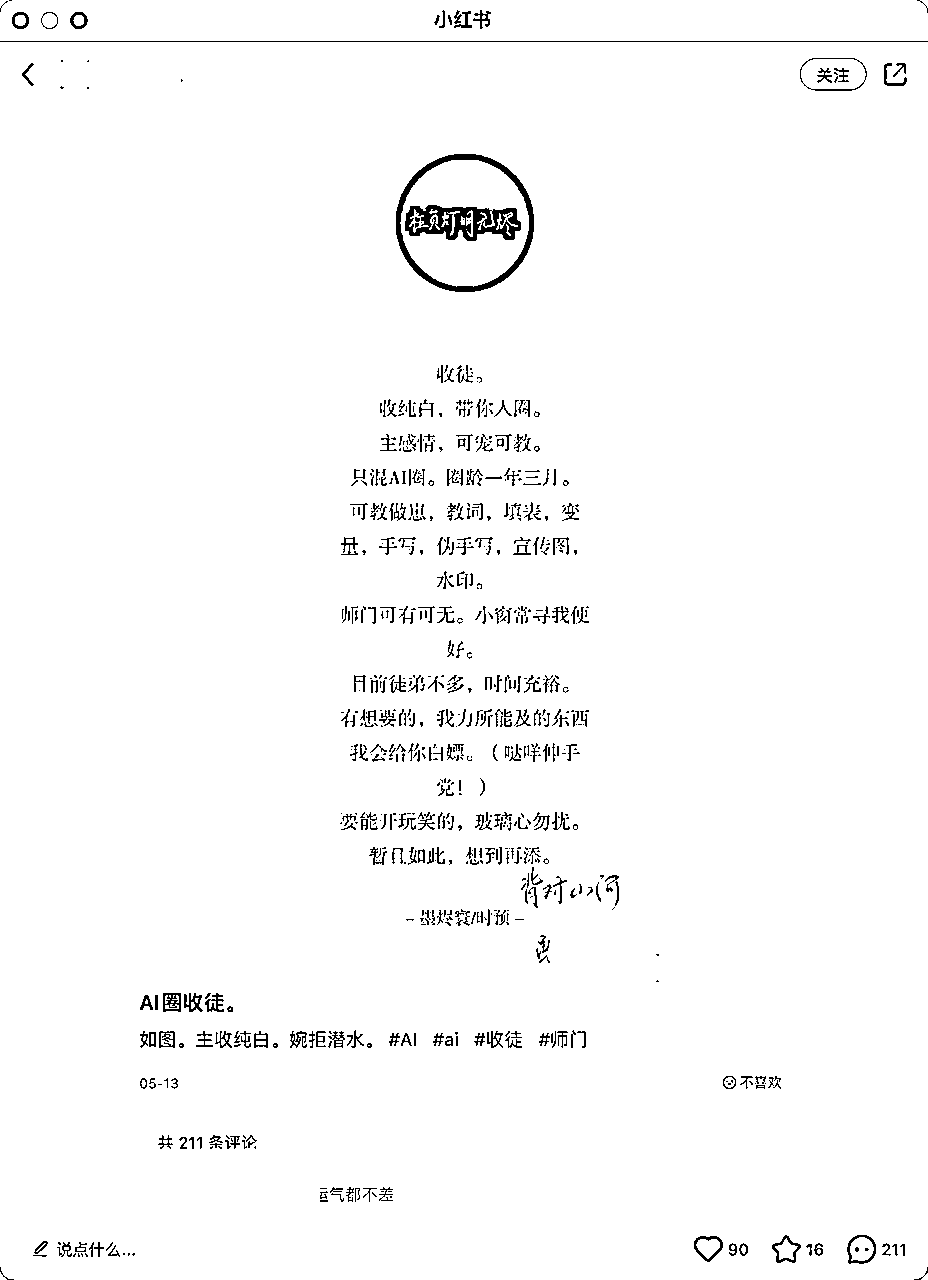 小红书
关注
收徒。
收纯白，带你入圈。
主感情，可宠可教。
只混AI圈。圈龄一年三月。
可教做崽，教词，填表，变
量，手写，伪手写，宣传图，
水印。
师门可有可无。小窗常寻我便
好。
目前徒弟不多，时间充裕。
有想要的，我力所能及的东西
我会给你白嫖。（哒咩伸手
党！）
要能开玩笑的，玻璃心勿扰。
暂且如此，想到再添。
背对小河
– 墨烬衰/时预 –
AI圈收徒。
如图。主收纯白。婉拒潜水。 #AI #ai #收徒 #师门
05-13
不喜欢
共 211 条评论
气都不差
说点什么...
90
16
211